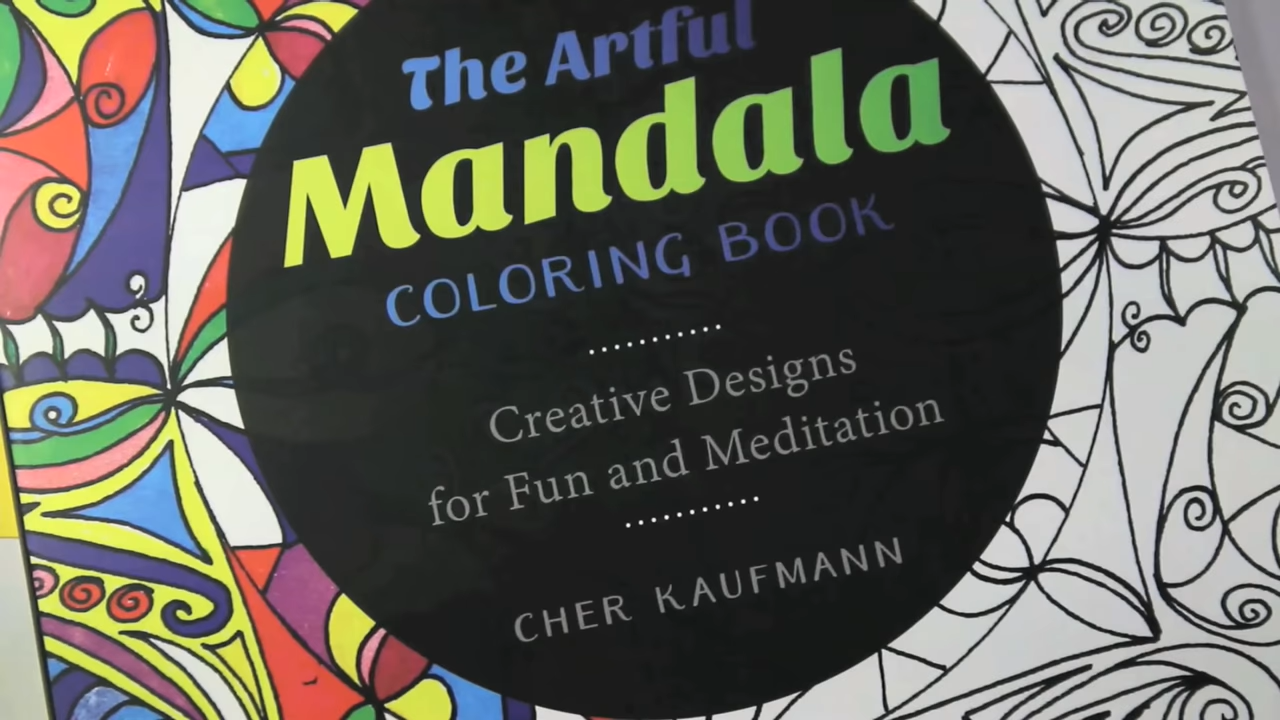 The Artful
Mandala
COLORING BOOK
Creative Designs
for Fun and Meditation
CHER KAUFMANN